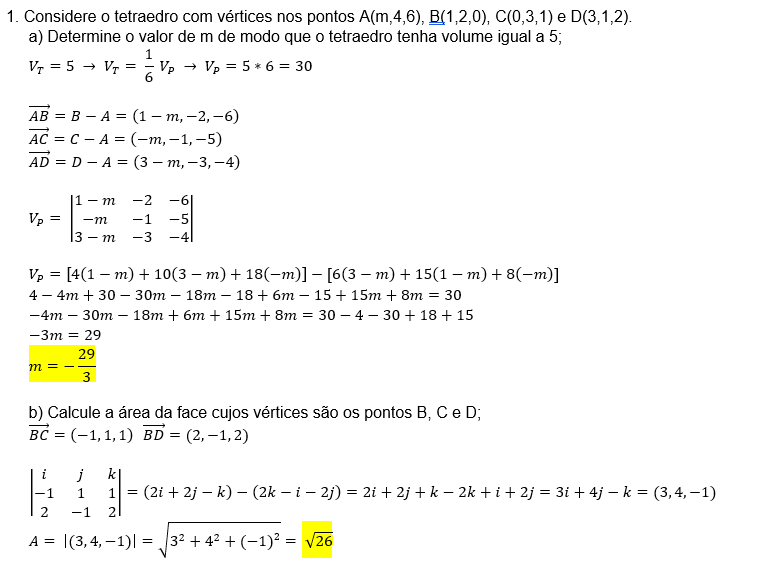 1. Considere o tetraedro com vértices nos pontos A(m,4,6), B(1,2,0), C(0,3,1) e D(3,1,2).
a) Determine o valor de m de modo que o tetraedro tenha volume igual a 5;
V_T = 5 → V_T = 1/6 V_P → V_P = 5 * 6 = 30
AB→ = B − A = (1 − m, −2, −6)
AC→ = C − A = (−m, −1, −5)
AD→ = D − A = (3 − m, −3, −4)
V_P = |1 − m −2 −6|
|−m −1 −5|
|3 − m −3 −4|
V_P = [4(1 − m) + 10(3 − m) + 18(−m)] − [6(3 − m) + 15(1 − m) + 8(−m)]
4 − 4m + 30 − 30m − 18m − 18 + 6m − 15 + 15m + 8m = 30
−4m − 30m − 18m + 6m + 15m + 8m = 30 − 4 − 30 + 18 + 15
−3m = 29
m = −29/3
b) Calcule a área da face cujos vértices são os pontos B, C e D;
BC→ = (−1, 1, 1) BD→ = (2, −1, 2)
|i j k|
|−1 1 1| = (2i + 2j − k) − (2k − i − 2j) = 2i + 2j + k − 2k + i + 2j = 3i + 4j − k = (3, 4, −1)
|2 −1 2|
A = |(3, 4, −1)| = √(3² + 4² + (−1)²) = √26